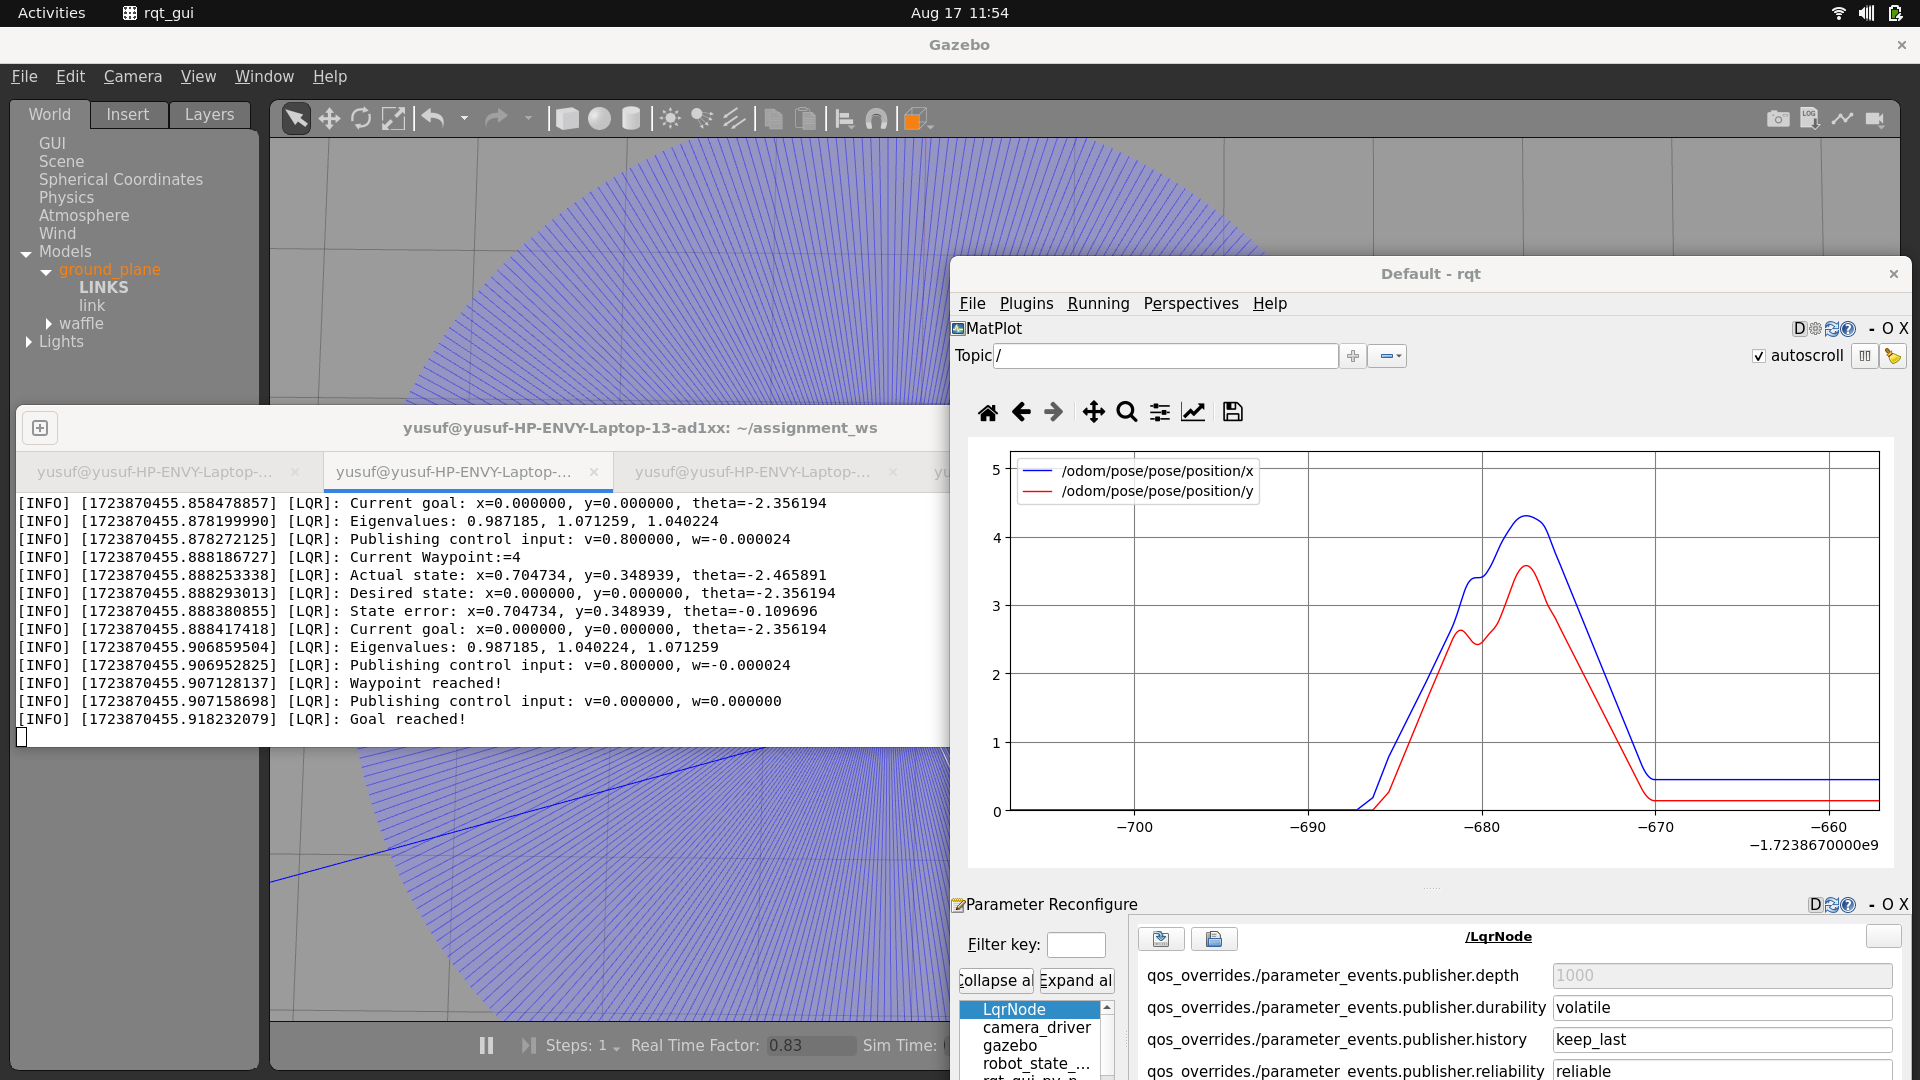 Activities rqt_gui Aug 17 11:54
Gazebo ×
File Edit Camera View Window Help
World Insert Layers
GUI
Scene
Spherical Coordinates
Physics
Atmosphere
Wind
Models
ground_plane
LINKS
link
waffle
Lights
LOG
yusuf@yusuf-HP-ENVY-Laptop-13-ad1xx: ~/assignment_ws
yusuf@yusuf-HP-ENVY-Laptop-... × yusuf@yusuf-HP-ENVY-Laptop-... × yusuf@yusuf-HP-ENVY-Laptop-... × yu
[INFO] [1723870455.858478857] [LQR]: Current goal: x=0.000000, y=0.000000, theta=-2.356194
[INFO] [1723870455.878199990] [LQR]: Eigenvalues: 0.987185, 1.071259, 1.040224
[INFO] [1723870455.878272125] [LQR]: Publishing control input: v=0.800000, w=-0.000024
[INFO] [1723870455.888186727] [LQR]: Current Waypoint:=4
[INFO] [1723870455.888253338] [LQR]: Actual state: x=0.704734, y=0.348939, theta=-2.465891
[INFO] [1723870455.888293013] [LQR]: Desired state: x=0.000000, y=0.000000, theta=-2.356194
[INFO] [1723870455.888380855] [LQR]: State error: x=0.704734, y=0.348939, theta=-0.109696
[INFO] [1723870455.888417418] [LQR]: Current goal: x=0.000000, y=0.000000, theta=-2.356194
[INFO] [1723870455.906859504] [LQR]: Eigenvalues: 0.987185, 1.040224, 1.071259
[INFO] [1723870455.906952825] [LQR]: Publishing control input: v=0.800000, w=-0.000024
[INFO] [1723870455.907128137] [LQR]: Waypoint reached!
[INFO] [1723870455.907158698] [LQR]: Publishing control input: v=0.000000, w=0.000000
[INFO] [1723870455.918232079] [LQR]: Goal reached!
Steps: 1 Real Time Factor: 0.83 Sim Time:
Default - rqt ×
File Plugins Running Perspectives Help
MatPlot D - O X
Topic / autoscroll
/odom/pose/pose/position/x
/odom/pose/pose/position/y
5
4
3
2
1
0
−700 −690 −680 −670 −660
−1.7238670000e9
Parameter Reconfigure D - O X
Filter key:
Collapse al Expand al
LqrNode
camera_driver
gazebo
robot_state_...
/LqrNode
qos_overrides./parameter_events.publisher.depth 1000
qos_overrides./parameter_events.publisher.durability volatile
qos_overrides./parameter_events.publisher.history keep_last
qos_overrides./parameter_events.publisher.reliability reliable